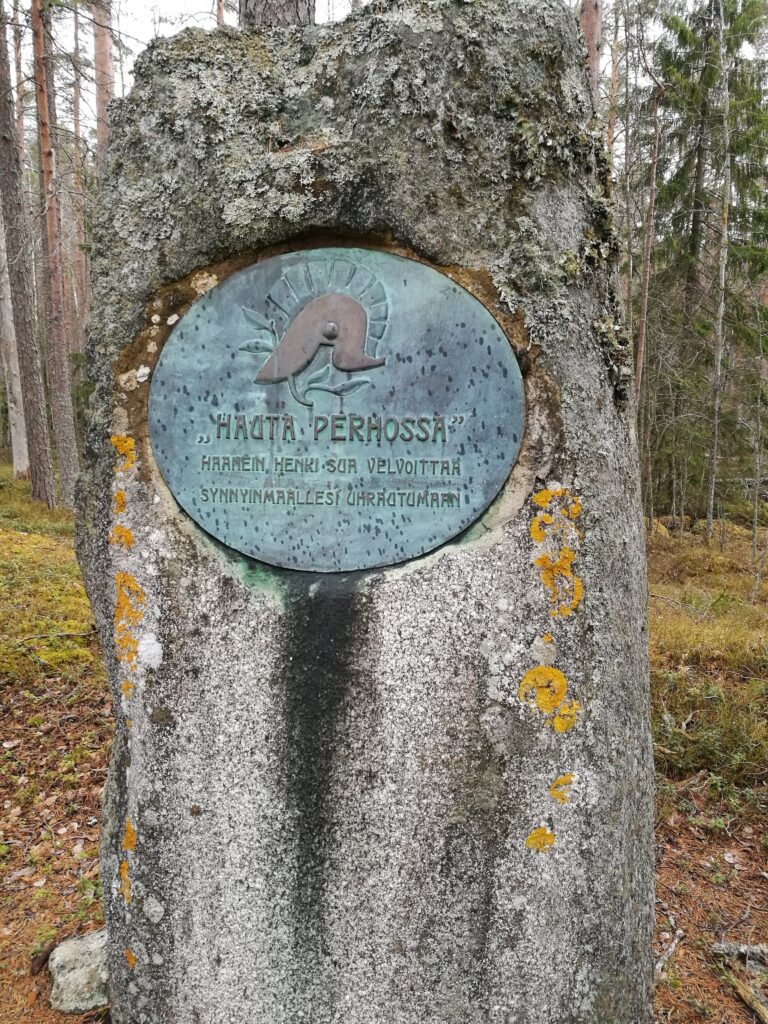 „HAUTA PERHOSSA”
HAAMEIN HENKI SUA VELVOITTAA
SYNNYINMAALLESI UHRAUTUMAAN